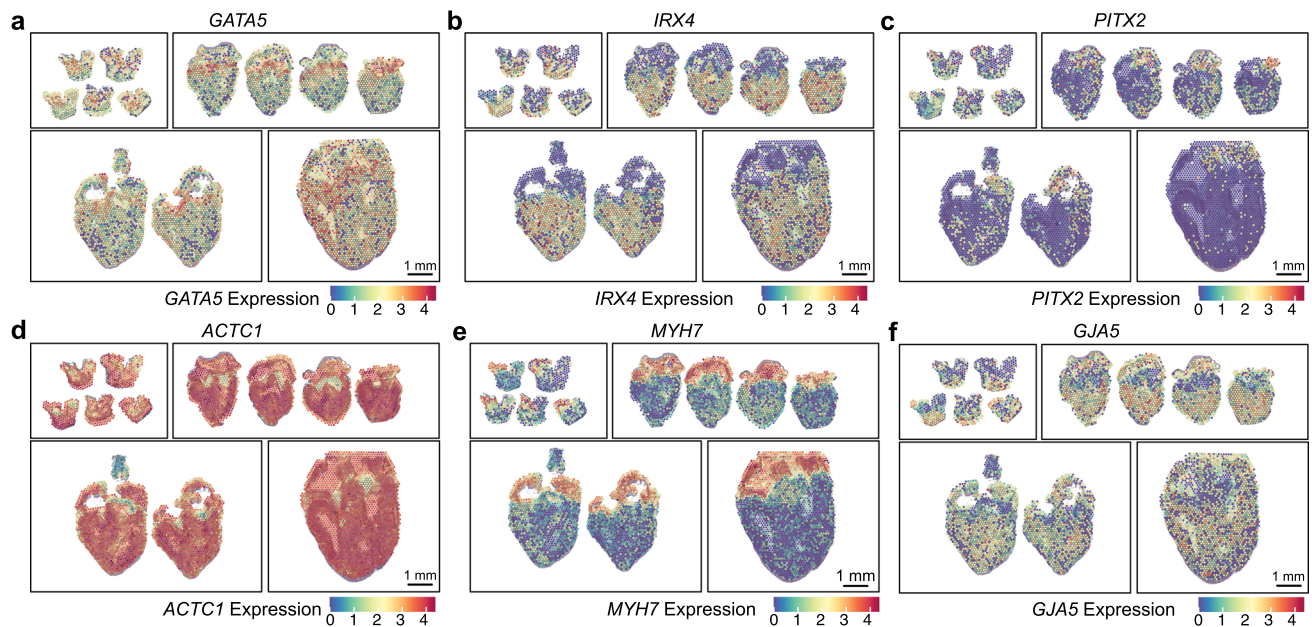 a GATA5
b IRX4
c PITX2
1 mm
1 mm
1 mm
GATA5 Expression 0 1 2 3 4
IRX4 Expression 0 1 2 3 4
PITX2 Expression 0 1 2 3 4
d ACTC1
e MYH7
f GJA5
1 mm
1 mm
1 mm
ACTC1 Expression 0 1 2 3 4
MYH7 Expression 0 1 2 3 4
GJA5 Expression 0 1 2 3 4